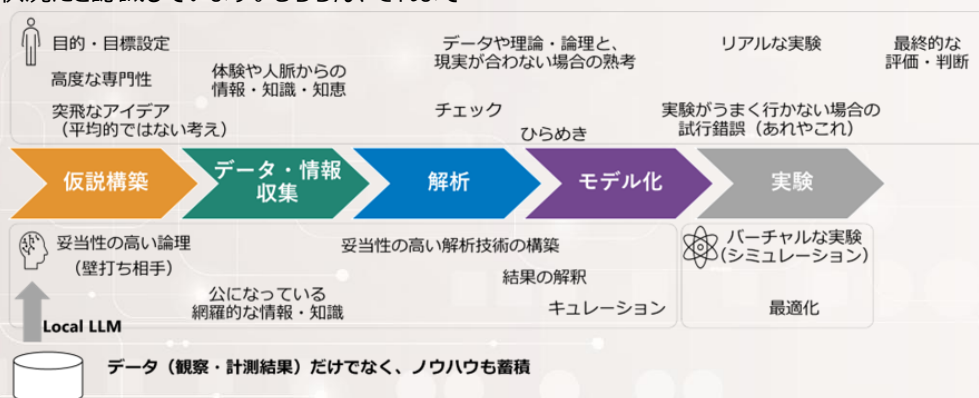 目的・目標設定
高度な専門性
突飛なアイデア
（平均的ではない考え）
体験や人脈からの
情報・知識・知恵
データや理論・論理と、
現実が合わない場合の熟考
チェック
ひらめき
リアルな実験
実験がうまく行かない場合の
試行錯誤（あれやこれ）
最終的な
評価・判断
仮説構築
データ・情報
収集
解析
モデル化
実験
妥当性の高い論理
（壁打ち相手）
公になっている
網羅的な情報・知識
妥当性の高い解析技術の構築
結果の解釈
キュレーション
バーチャルな実験
（シミュレーション）
最適化
Local LLM
データ（観察・計測結果）だけでなく、ノウハウも蓄積